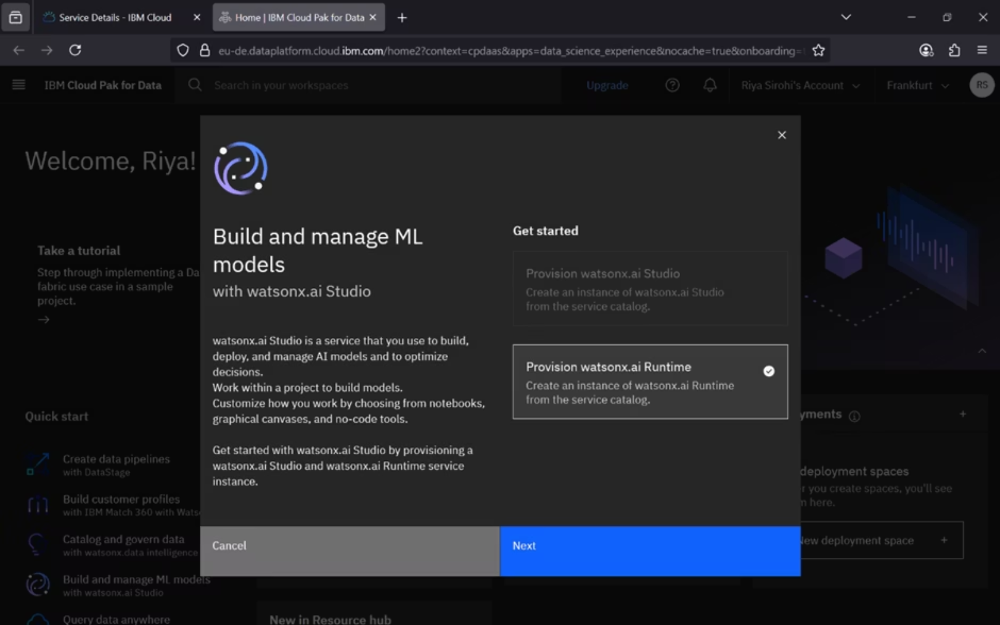 Service Details - IBM Cloud
Home | IBM Cloud Pak for Data
eu-de.dataplatform.cloud.ibm.com/home2?context=cpdaas&apps=data_science_experience&nocache=true&onboarding=
IBM Cloud Pak for Data
Search in your workspaces
Upgrade
Riya Sirohi's Account
Frankfurt
RS
Welcome, Riya!
Take a tutorial
Step through implementing a Da
fabric use case in a sample
project.
Quick start
Create data pipelines
with DataStage
Build customer profiles
with IBM Match 360 with Wats
Catalog and govern data
with watsonx.data intelligence
Build and manage ML models
with watsonx.ai Studio
Query data anywhere
Build and manage ML
models
with watsonx.ai Studio
watsonx.ai Studio is a service that you use to build,
deploy, and manage AI models and to optimize
decisions.
Work within a project to build models.
Customize how you work by choosing from notebooks,
graphical canvases, and no-code tools.
Get started with watsonx.ai Studio by provisioning a
watsonx.ai Studio and watsonx.ai Runtime service
instance.
Get started
Provision watsonx.ai Studio
Create an instance of watsonx.ai Studio
from the service catalog.
Provision watsonx.ai Runtime
Create an instance of watsonx.ai Runtime
from the service catalog.
Cancel
Next
New in Resource hub
yments
deployment spaces
r you create spaces, you'll see
n here.
New deployment space